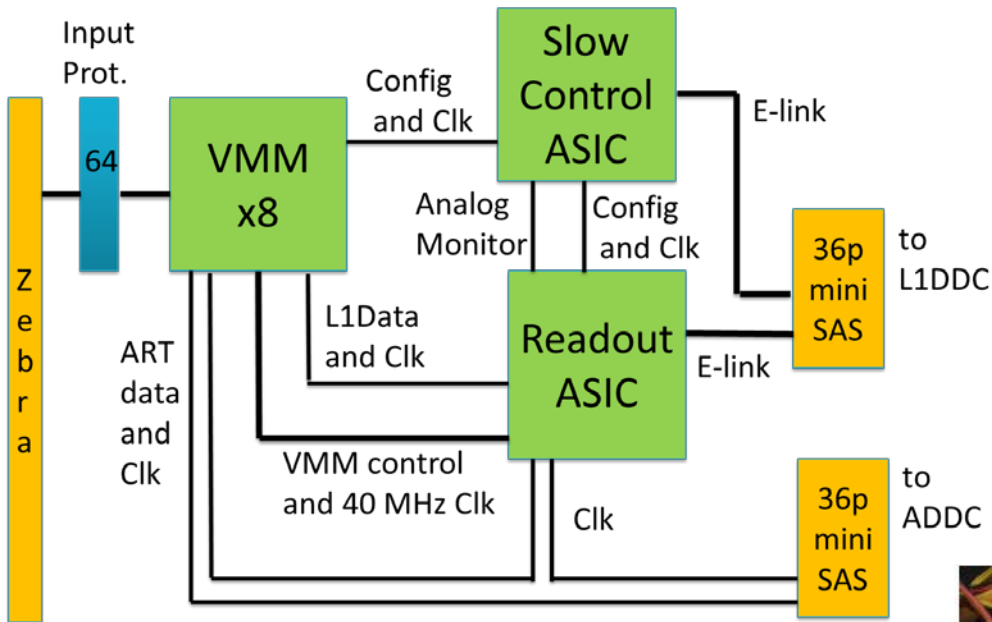 Input
Prot.
Zebra
64
VMM
x8
Config
and Clk
Slow
Control
ASIC
E-link
Analog
Monitor
Config
and Clk
36p
mini
SAS
to
L1DDC
L1Data
and Clk
Readout
ASIC
E-link
ART
data
and
Clk
VMM control
and 40 MHz Clk
Clk
36p
mini
SAS
to
ADDC